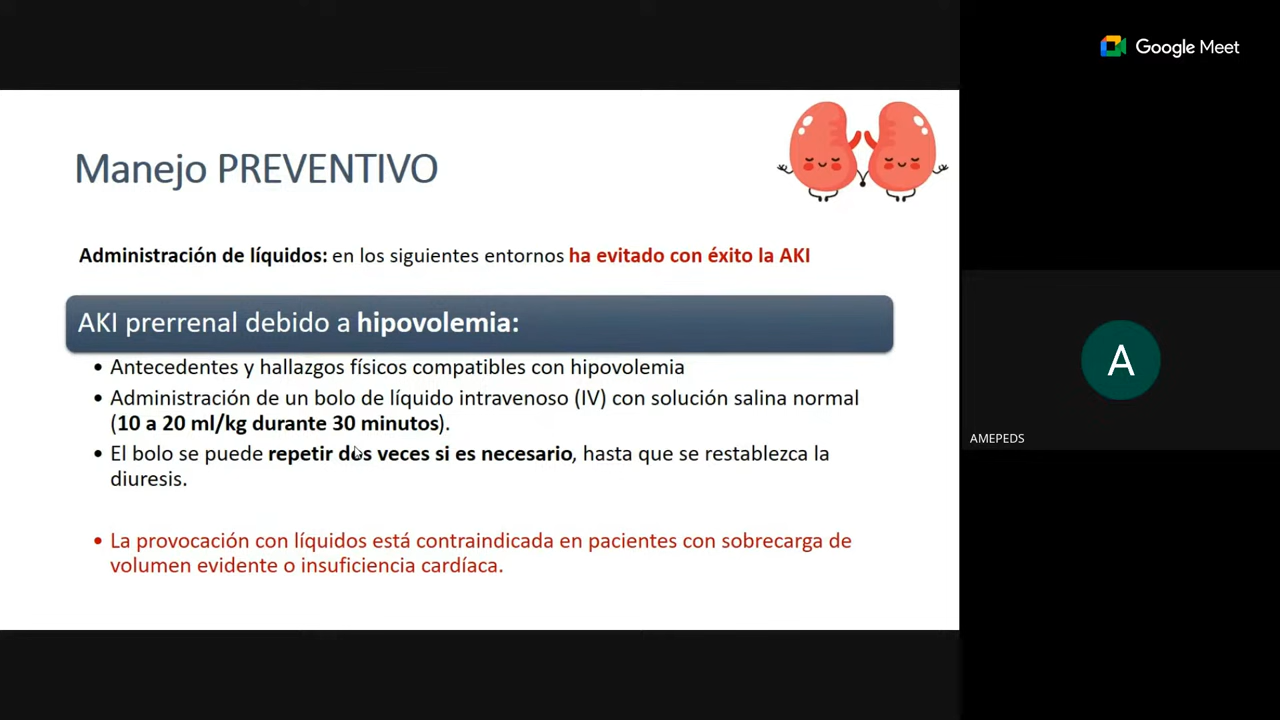 Google Meet
Manejo PREVENTIVO
Administración de líquidos: en los siguientes entornos ha evitado con éxito la AKI
AKI prerrenal debido a hipovolemia:
• Antecedentes y hallazgos físicos compatibles con hipovolemia
• Administración de un bolo de líquido intravenoso (IV) con solución salina normal
(10 a 20 ml/kg durante 30 minutos).
• El bolo se puede repetir dos veces si es necesario, hasta que se restablezca la
diuresis.
• La provocación con líquidos está contraindicada en pacientes con sobrecarga de
volumen evidente o insuficiencia cardíaca.
A
AMEPEDS